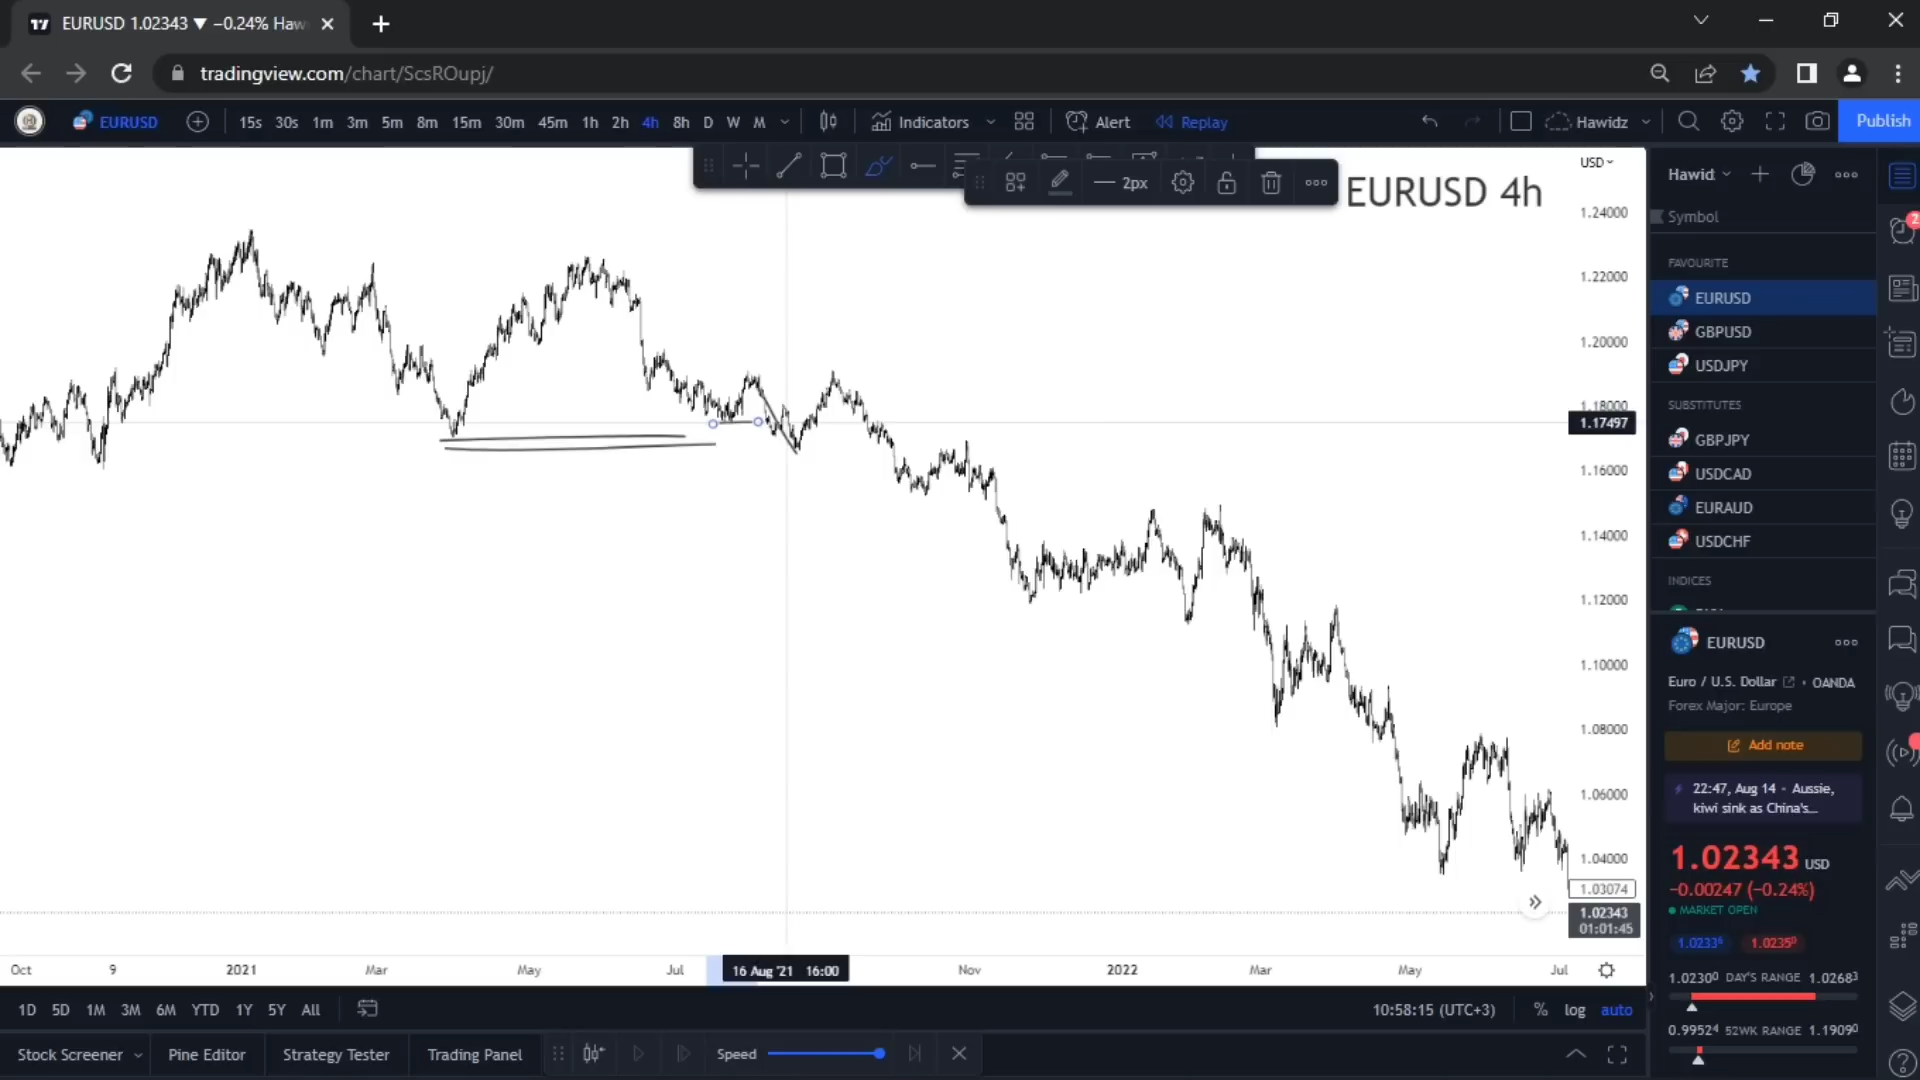 EURUSD 1.02343 ▼ −0.24% Haw
tradingview.com/chart/ScsROupj/
EURUSD 15s 30s 1m 3m 5m 8m 15m 30m 45m 1h 2h 4h 8h D W M Indicators Alert Replay Hawidz Publish
2px
EURUSD 4h
USD
1.24000
1.22000
1.20000
1.18000
1.17497
1.16000
1.14000
1.12000
1.10000
1.08000
1.06000
1.04000
1.03074
1.02343
01:01:45
Oct 9 2021 Mar May Jul 16 Aug '21 16:00 Nov 2022 Mar May Jul
1D 5D 1M 3M 6M YTD 1Y 5Y All 10:58:15 (UTC+3) % log auto
Stock Screener Pine Editor Strategy Tester Trading Panel Speed
Hawid
Symbol
FAVOURITE
EURUSD
GBPUSD
USDJPY
SUBSTITUTES
GBPJPY
USDCAD
EURAUD
USDCHF
INDICES
EURUSD
Euro / U.S. Dollar • OANDA
Forex Major: Europe
Add note
22:47, Aug 14 - Aussie,
kiwi sink as China's...
1.02343 USD
−0.00247 (−0.24%)
MARKET OPEN
1.02336 1.02350
1.02300 DAY'S RANGE 1.02683
0.99524 52WK RANGE 1.19090
2